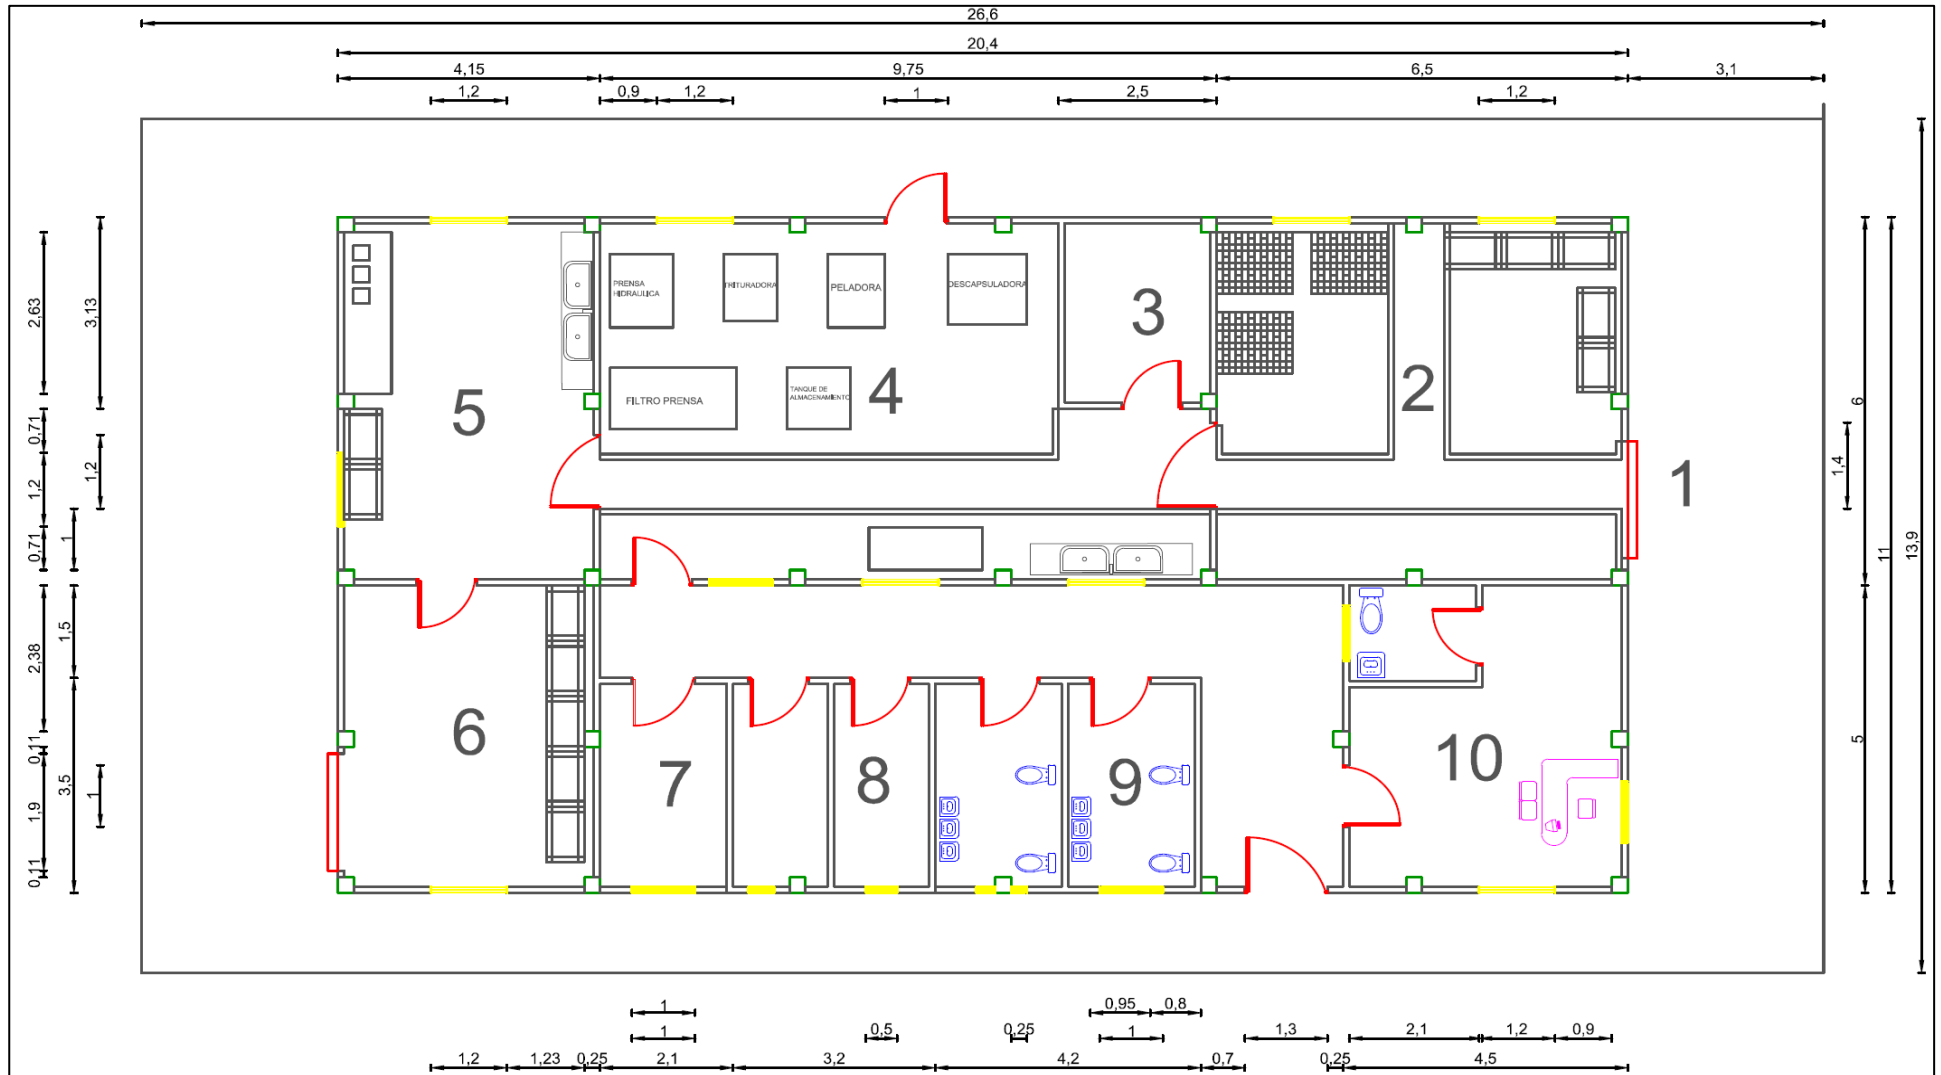 26,6
20,4
4,15 9,75 6,5 3,1
1,2 0,9 1,2 1 2,5 1,2
PRENSA
HIDRAULICA
TRITURADORA
PELADORA
DESCAPSULADORA
3
FILTRO PRENSA
TANQUE DE
ALMACENAMIENTO
4
5
2
1
6
7
8
9
10
2,63
3,13
0,71
1,2
1,2
0,71
1
2,38
1,5
0,11
3,5
1,9
1
0,11
6
1,4
11
13,9
5
1 0,95 0,8
1 0,5 0,25 1 1,3 2,1 1,2 0,9
1,2 1,23 0,25 2,1 3,2 4,2 0,7 0,25 4,5